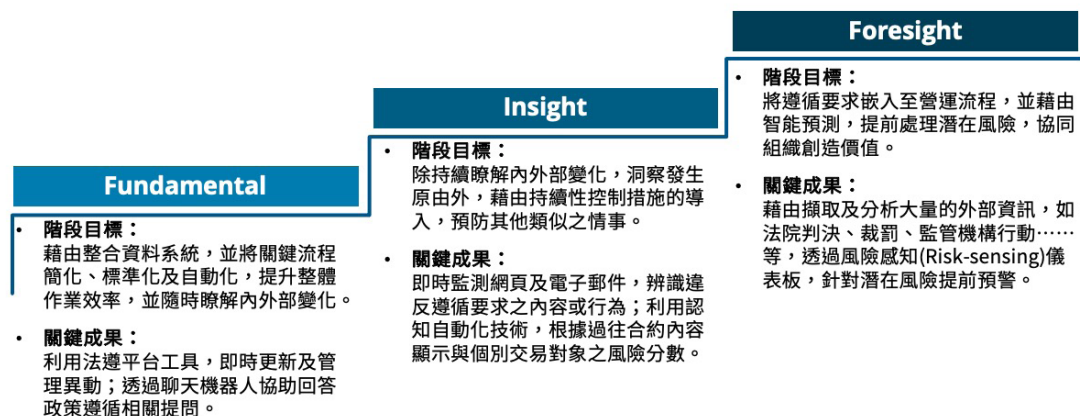 Fundamental
• 階段目標：
藉由整合資料系統，並將關鍵流程
簡化、標準化及自動化，提升整體
作業效率，並隨時瞭解內外部變化。
• 關鍵成果：
利用法遵平台工具，即時更新及管
理異動；透過聊天機器人協助回答
政策遵循相關提問。
Insight
• 階段目標：
除持續瞭解內外部變化，洞察發生
原由外，藉由持續性控制措施的導
入，預防其他類似之情事。
• 關鍵成果：
即時監測網頁及電子郵件，辨識違
反遵循要求之內容或行為；利用認
知自動化技術，根據過往合約內容
顯示與個別交易對象之風險分數。
Foresight
• 階段目標：
將遵循要求嵌入至營運流程，並藉由
智能預測，提前處理潛在風險，協同
組織創造價值。
• 關鍵成果：
藉由擷取及分析大量的外部資訊，如
法院判決、裁罰、監管機構行動⋯⋯
等，透過風險感知(Risk-sensing)儀
表板，針對潛在風險提前預警。